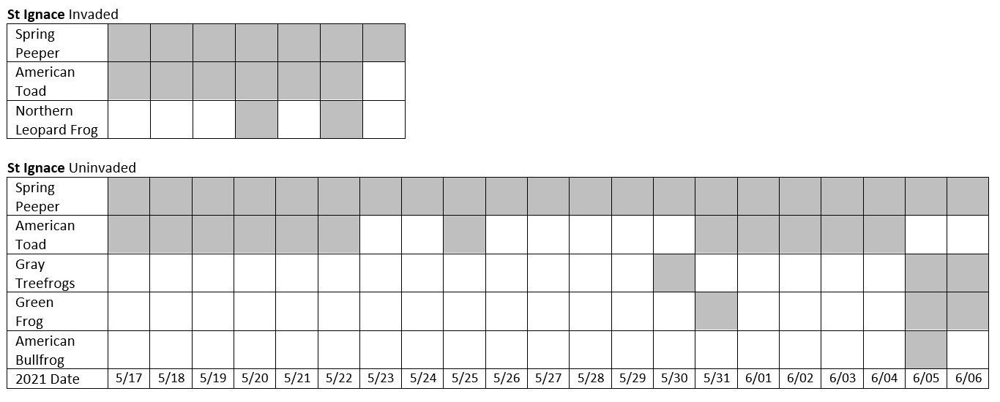 St Ignace Invaded
Spring
Peeper
American
Toad
Northern
Leopard Frog
St Ignace Uninvaded
Spring
Peeper
American
Toad
Gray
Treefrogs
Green
Frog
American
Bullfrog
2021 Date 5/17 5/18 5/19 5/20 5/21 5/22 5/23 5/24 5/25 5/26 5/27 5/28 5/29 5/30 5/31 6/01 6/02 6/03 6/04 6/05 6/06